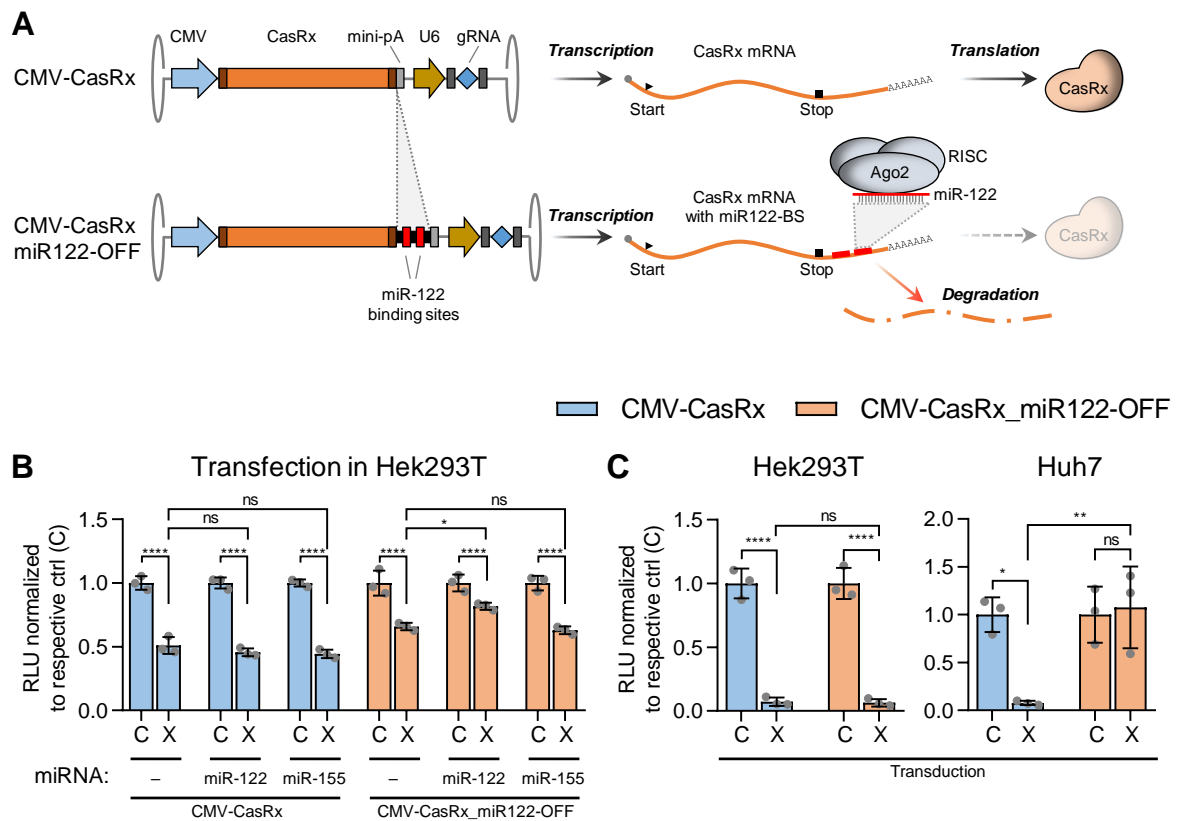 A
CMV
CasRx
mini-pA
U6
gRNA
CMV-CasRx
Transcription
CasRx mRNA
Translation
Start
Stop
AAAAAAA
CasRx
CMV-CasRx
miR122-OFF
Transcription
CasRx mRNA
with miR122-BS
Ago2
RISC
miR-122
Start
Stop
AAAAAAA
CasRx
miR-122
binding sites
Degradation
CMV-CasRx
CMV-CasRx_miR122-OFF
B
Transfection in Hek293T
RLU normalized
to respective ctrl (C)
1.5
1.0
0.5
0.0
ns
ns
ns
*
**** **** **** **** **** ****
C X C X C X C X C X C X
miRNA: – miR-122 miR-155 – miR-122 miR-155
CMV-CasRx CMV-CasRx_miR122-OFF
C
Hek293T
Huh7
RLU normalized
to respective ctrl (C)
1.5
1.0
0.5
0.0
ns
**** ****
C X C X
2.0
1.5
1.0
0.5
0.0
**
* ns
C X C X
Transduction